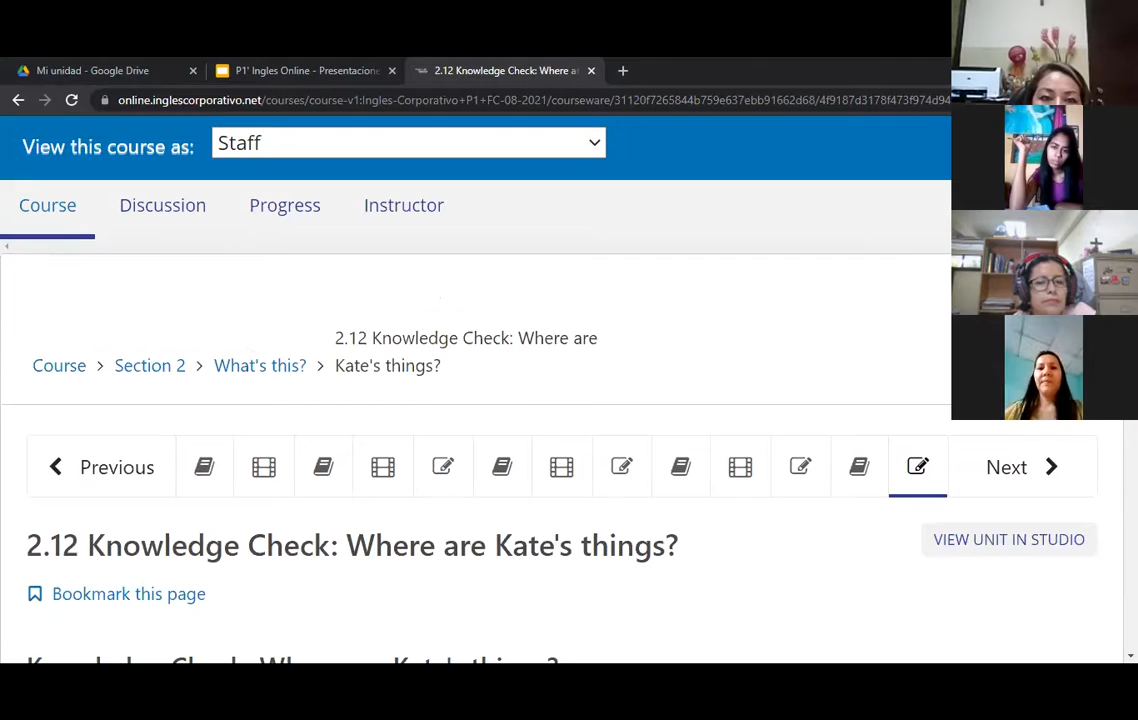 Mi unidad - Google Drive
P1' Ingles Online - Presentacione
2.12 Knowledge Check: Where a
online.inglescorporativo.net/courses/course-v1:Ingles-Corporativo+P1+FC-08-2021/courseware/31120f7265844b759e637ebb91662d68/4f9187d3178f473f974d94
View this course as:
Staff
Course
Discussion
Progress
Instructor
Course > Section 2 > What's this? > 2.12 Knowledge Check: Where are
Kate's things?
Previous
Next
2.12 Knowledge Check: Where are Kate's things?
VIEW UNIT IN STUDIO
Bookmark this page